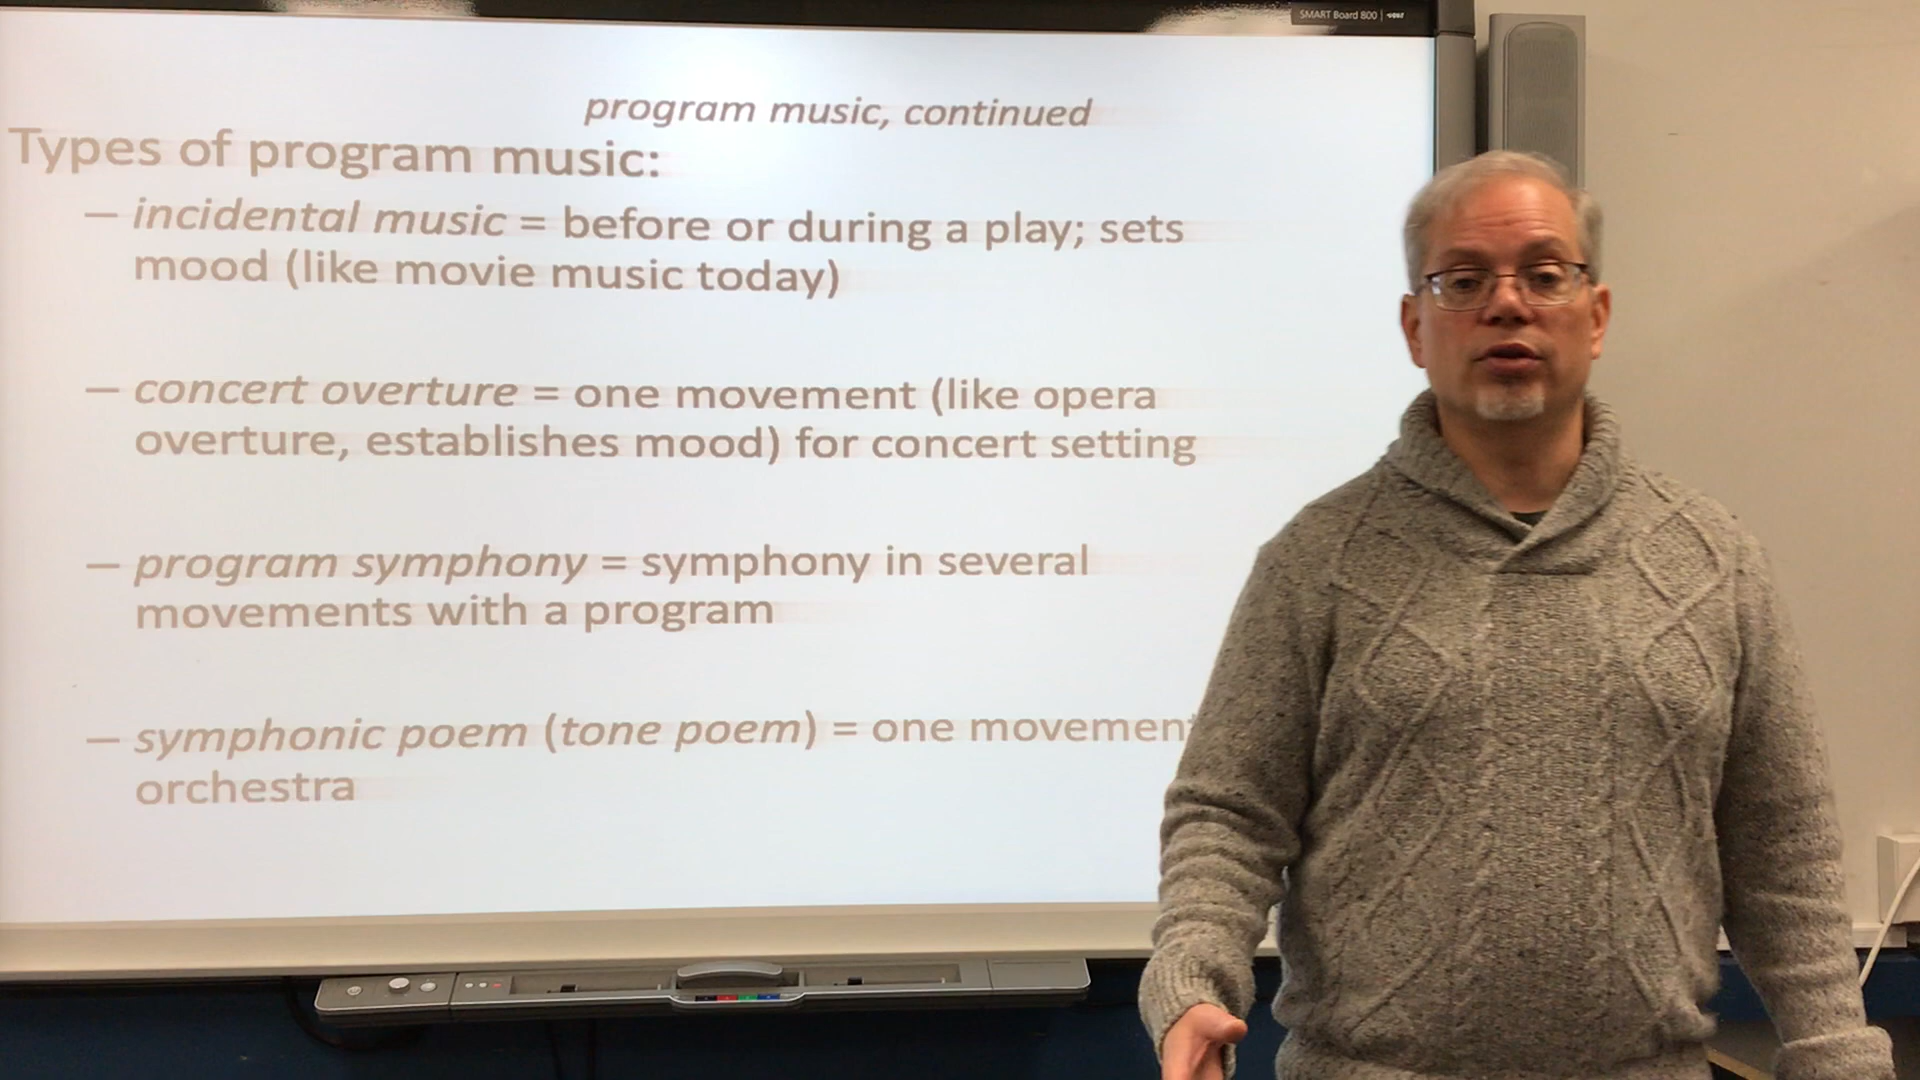 SMART Board 800
program music, continued
Types of program music:
– incidental music = before or during a play; sets
mood (like movie music today)
– concert overture = one movement (like opera
overture, establishes mood) for concert setting
– program symphony = symphony in several
movements with a program
– symphonic poem (tone poem) = one movement
orchestra